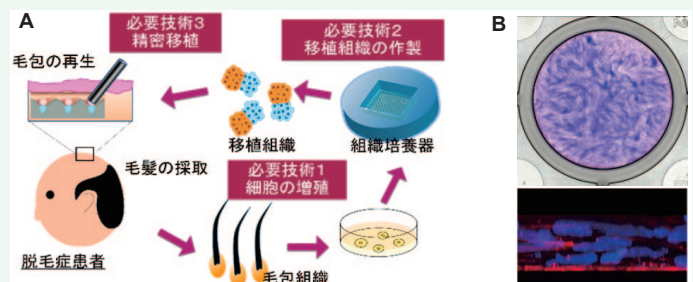 A
必要技術3
精密移植
必要技術2
移植組織の作製
毛包の再生
移植組織
組織培養器
毛髪の採取
必要技術1
細胞の増殖
脱毛症患者
毛包組織
B